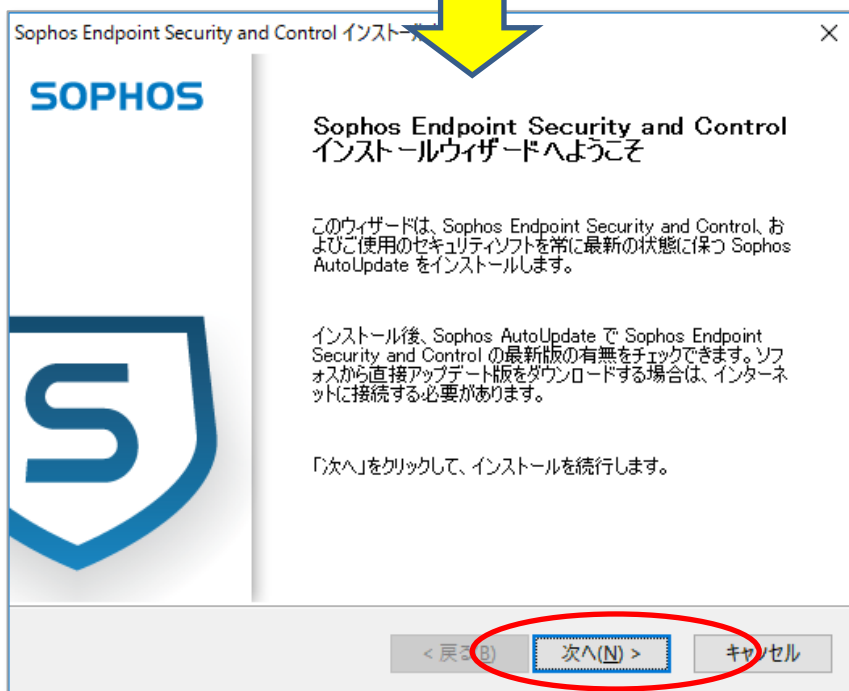 Sophos Endpoint Security and Control インストー
SOPHOS
Sophos Endpoint Security and Control
インストールウィザードへようこそ
このウィザードは、Sophos Endpoint Security and Control、お
よびご使用のセキュリティソフトを常に最新の状態に保つ Sophos
AutoUpdate をインストールします。
インストール後、Sophos AutoUpdate で Sophos Endpoint
Security and Control の最新版の有無をチェックできます。ソフ
ォスから直接アップデート版をダウンロードする場合は、インターネ
ットに接続する必要があります。
「次へ」をクリックして、インストールを続行します。
S
< 戻る(B) 次へ(N) > キャンセル